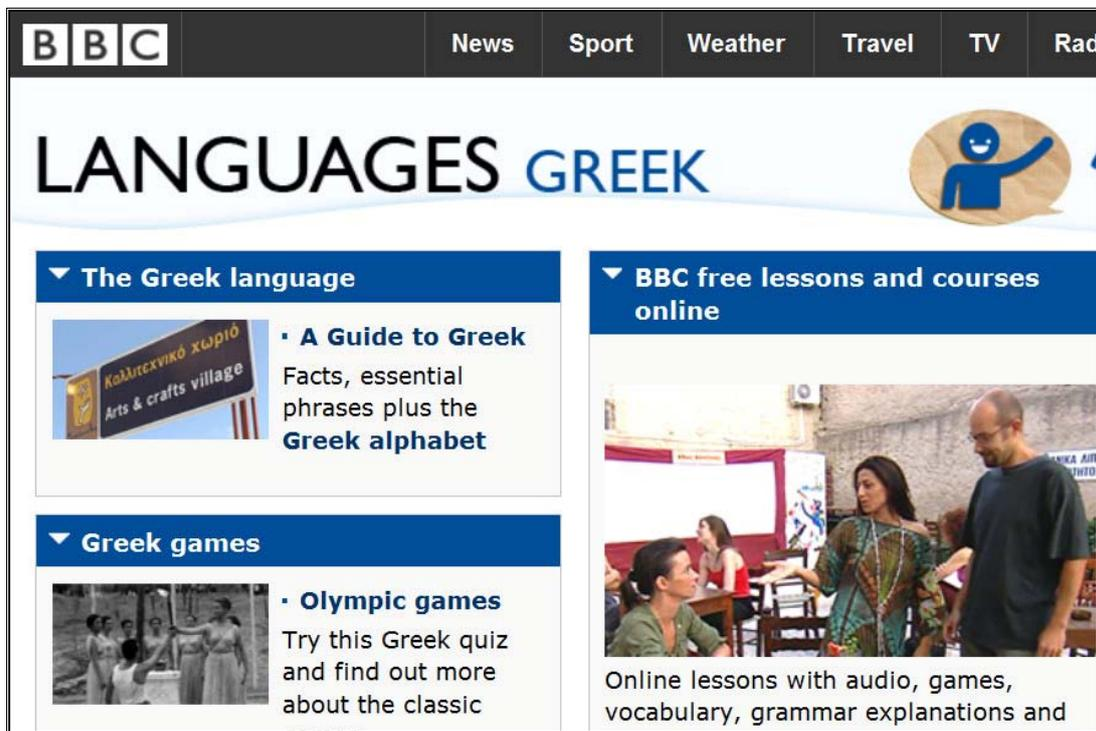 BBC
News Sport Weather Travel TV Rad
LANGUAGES GREEK
The Greek language
Καλλιτεχνικό χωριό
Arts & crafts village
· A Guide to Greek
Facts, essential
phrases plus the
Greek alphabet
Greek games
· Olympic games
Try this Greek quiz
and find out more
about the classic
BBC free lessons and courses
online
Online lessons with audio, games,
vocabulary, grammar explanations and